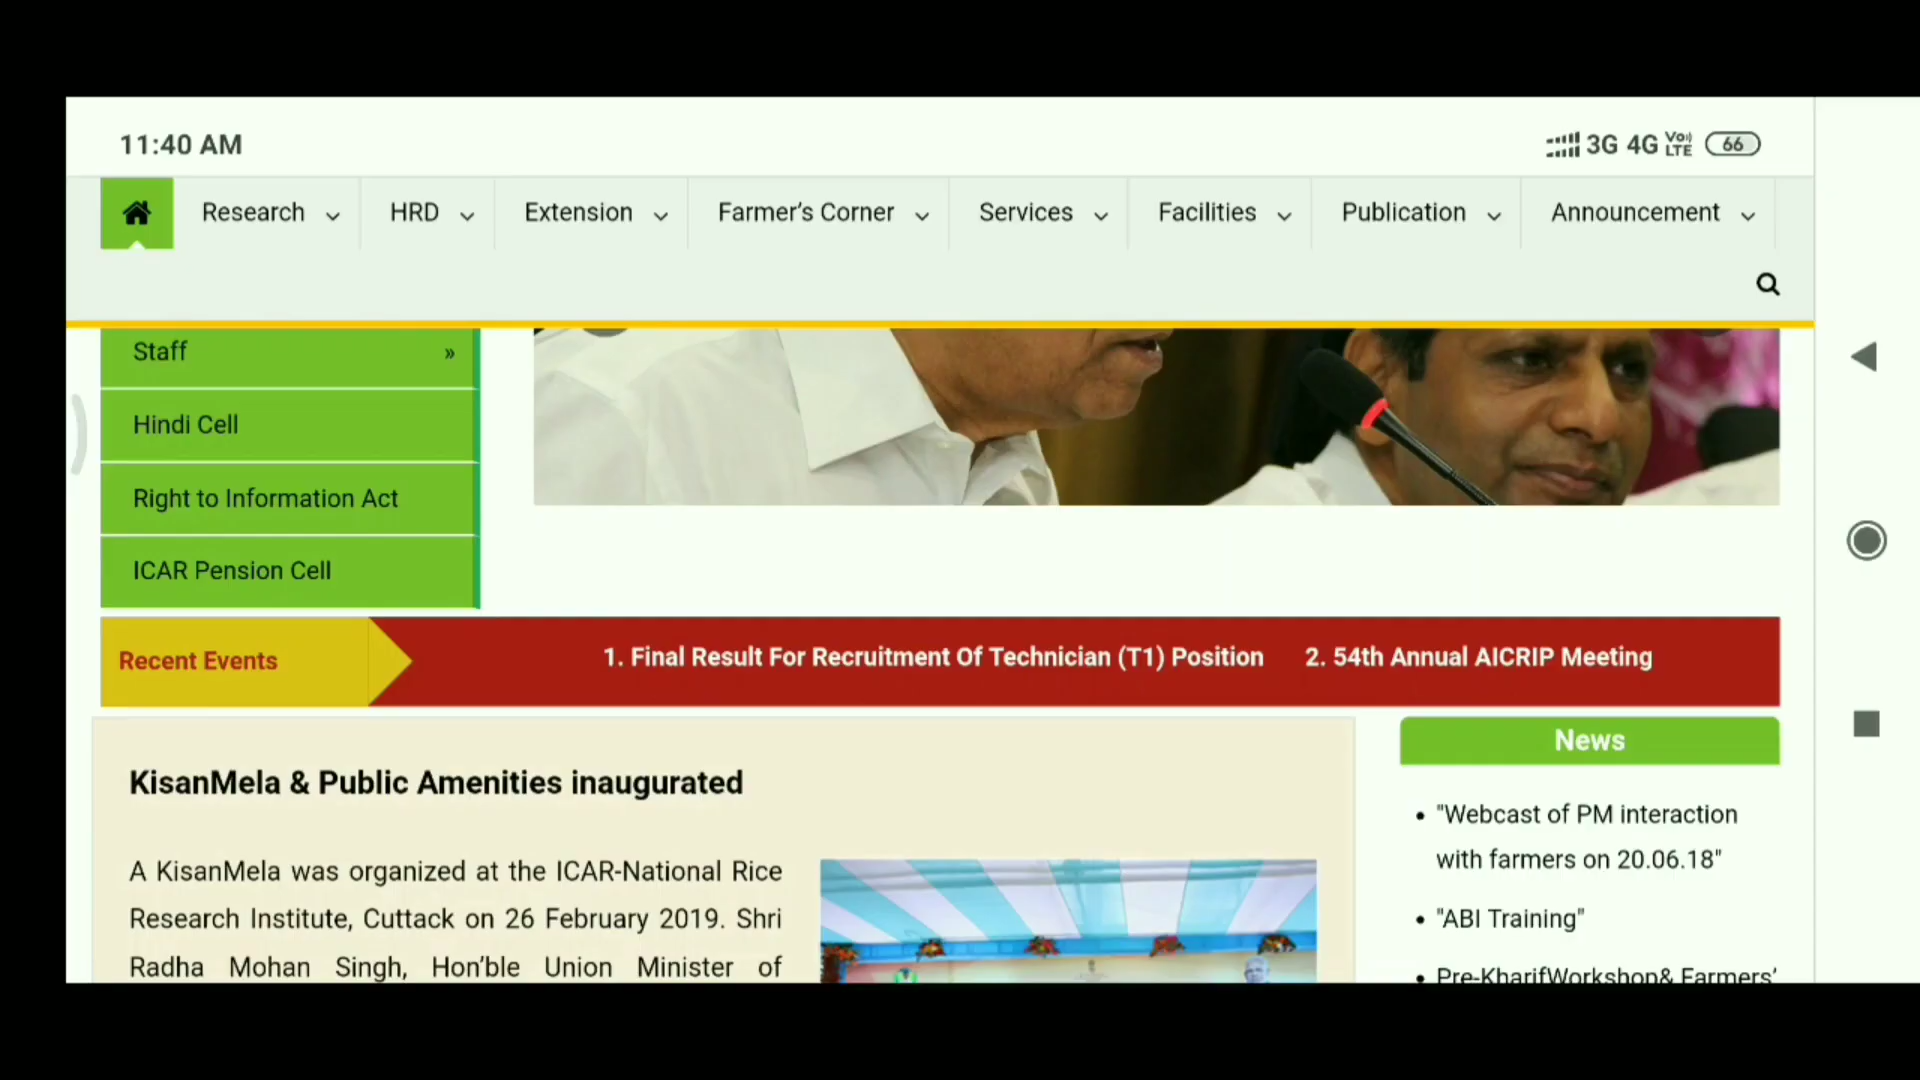 11:40 AM
3G 4G Vo)) LTE 66
Research HRD Extension Farmer’s Corner Services Facilities Publication Announcement
Staff »
Hindi Cell
Right to Information Act
ICAR Pension Cell
Recent Events
1. Final Result For Recruitment Of Technician (T1) Position 2. 54th Annual AICRIP Meeting
KisanMela & Public Amenities inaugurated
A KisanMela was organized at the ICAR-National Rice
Research Institute, Cuttack on 26 February 2019. Shri
Radha Mohan Singh, Hon’ble Union Minister of
News
• "Webcast of PM interaction
with farmers on 20.06.18"
• "ABI Training"
• Pre-KharifWorkshop& Farmers’